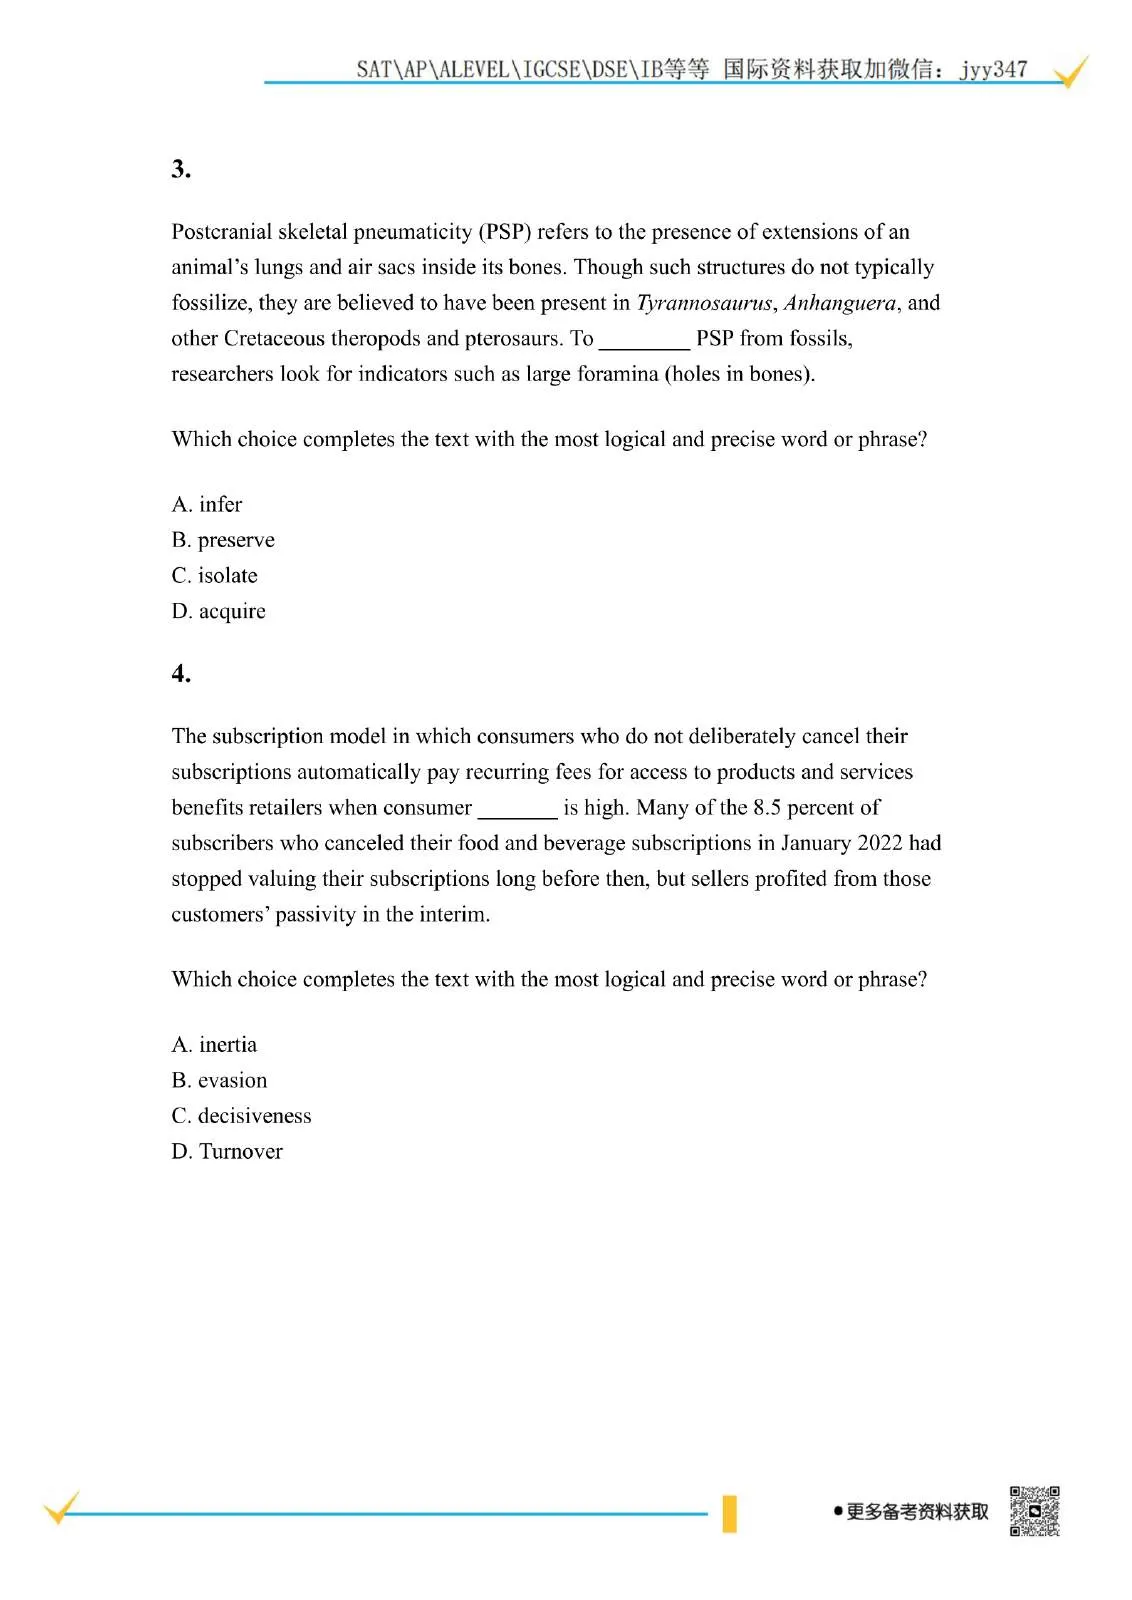 SAT\AP\ALEVEL\IGCSE\DSE\IB等等 国际资料获取加微信：jyy347
3.
Postcranial skeletal pneumaticity (PSP) refers to the presence of extensions of an
animal’s lungs and air sacs inside its bones. Though such structures do not typically
fossilize, they are believed to have been present in Tyrannosaurus, Anhanguera, and
other Cretaceous theropods and pterosaurs. To ________ PSP from fossils,
researchers look for indicators such as large foramina (holes in bones).
Which choice completes the text with the most logical and precise word or phrase?
A. infer
B. preserve
C. isolate
D. acquire
4.
The subscription model in which consumers who do not deliberately cancel their
subscriptions automatically pay recurring fees for access to products and services
benefits retailers when consumer _______ is high. Many of the 8.5 percent of
subscribers who canceled their food and beverage subscriptions in January 2022 had
stopped valuing their subscriptions long before then, but sellers profited from those
customers’ passivity in the interim.
Which choice completes the text with the most logical and precise word or phrase?
A. inertia
B. evasion
C. decisiveness
D. Turnover
●更多备考资料获取